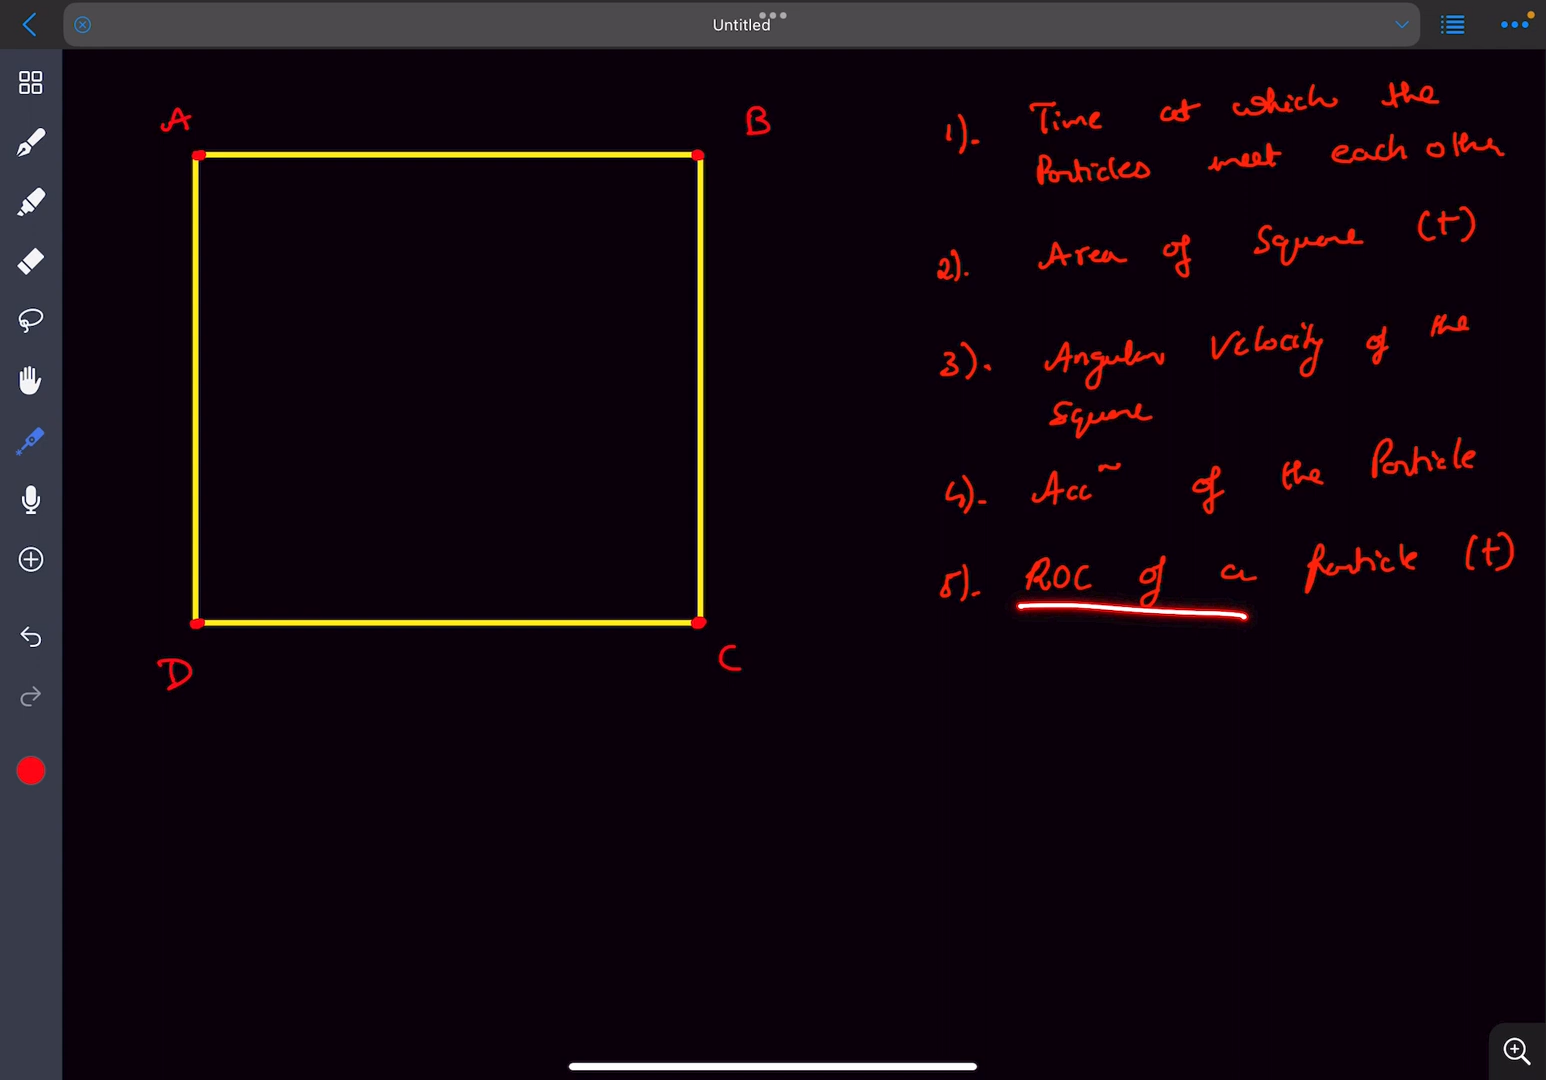 Untitled
A
B
D
C
1). Time at which the
Particles meet each other
2). Area of Square (t)
3). Angular Velocity of the
Square
4). Accⁿ of the Particle
5). ROC of a Particle (t)